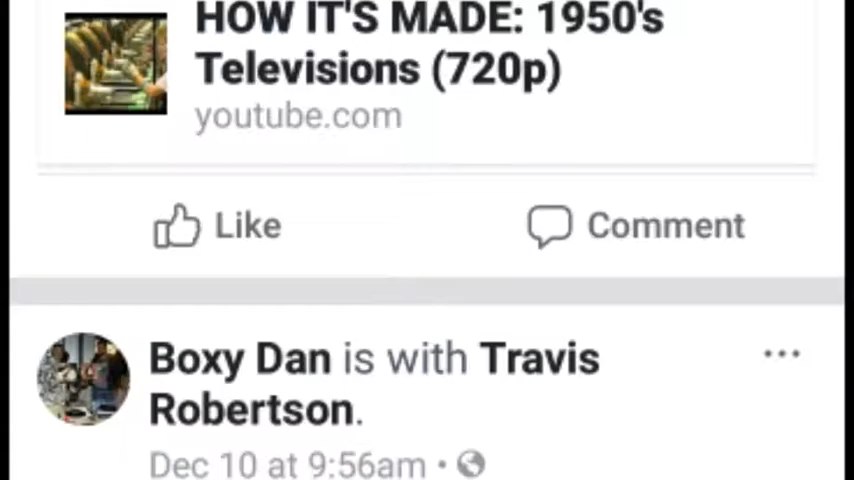 HOW IT'S MADE: 1950's
Televisions (720p)
youtube.com
Like
Comment
Boxy Dan is with Travis
Robertson.
Dec 10 at 9:56am •